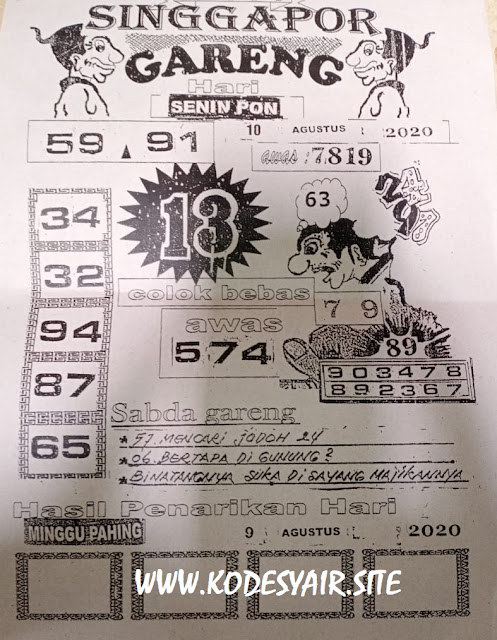 SINGGAPOR
GARENG
Hari
SENIN PON
59 91
10 AGUSTUS 2020
awas : 7819
34
13
63
32
colok bebas
7 9
94
awas
574
89
87
903478
892367
65
Sabda gareng
* 57. MENCARI JODOH 24
* 06. BERTAPA DI GUNUNG?
* BINATANGNYA SUKA DI SAYANG MAJIKANNYA
Hasil Penarikan Hari
MINGGU PAHING
9 AGUSTUS 2020
WWW.KODESYAIR.SITE